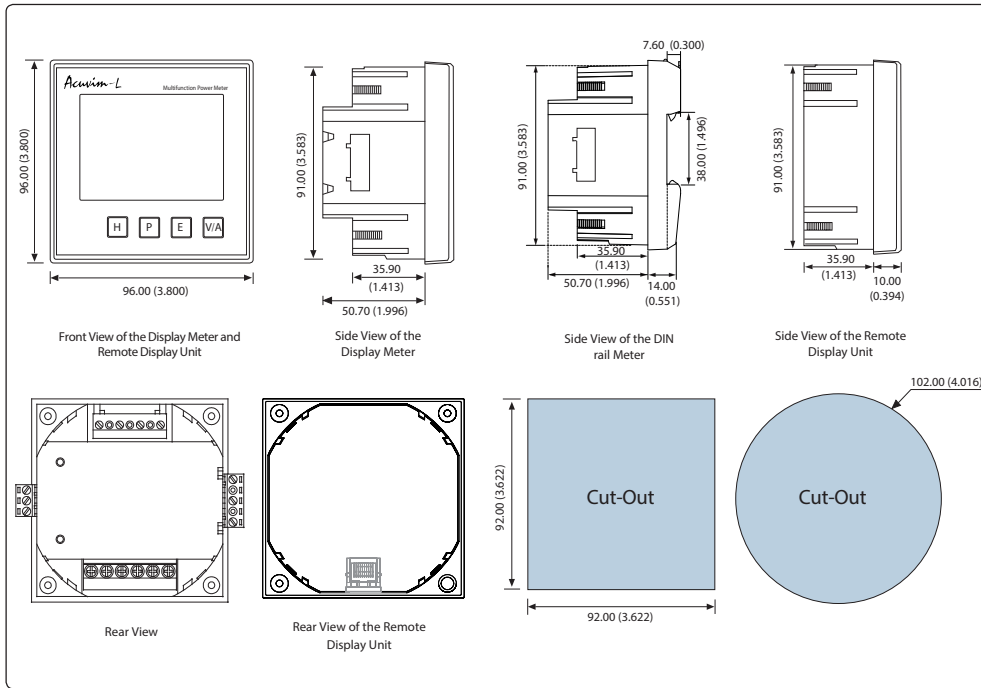 Acuvim-L
Multifunction Power Meter
H
P
E
V/A
96.00 (3.800)
96.00 (3.800)
Front View of the Display Meter and
Remote Display Unit
91.00 (3.583)
35.90
(1.413)
50.70 (1.996)
Side View of the
Display Meter
7.60 (0.300)
91.00 (3.583)
38.00 (1.496)
35.90
(1.413)
50.70 (1.996)
14.00
(0.551)
Side View of the DIN
rail Meter
91.00 (3.583)
35.90
(1.413)
10.00
(0.394)
Side View of the Remote
Display Unit
Rear View
Rear View of the Remote
Display Unit
92.00 (3.622)
Cut-Out
92.00 (3.622)
102.00 (4.016)
Cut-Out